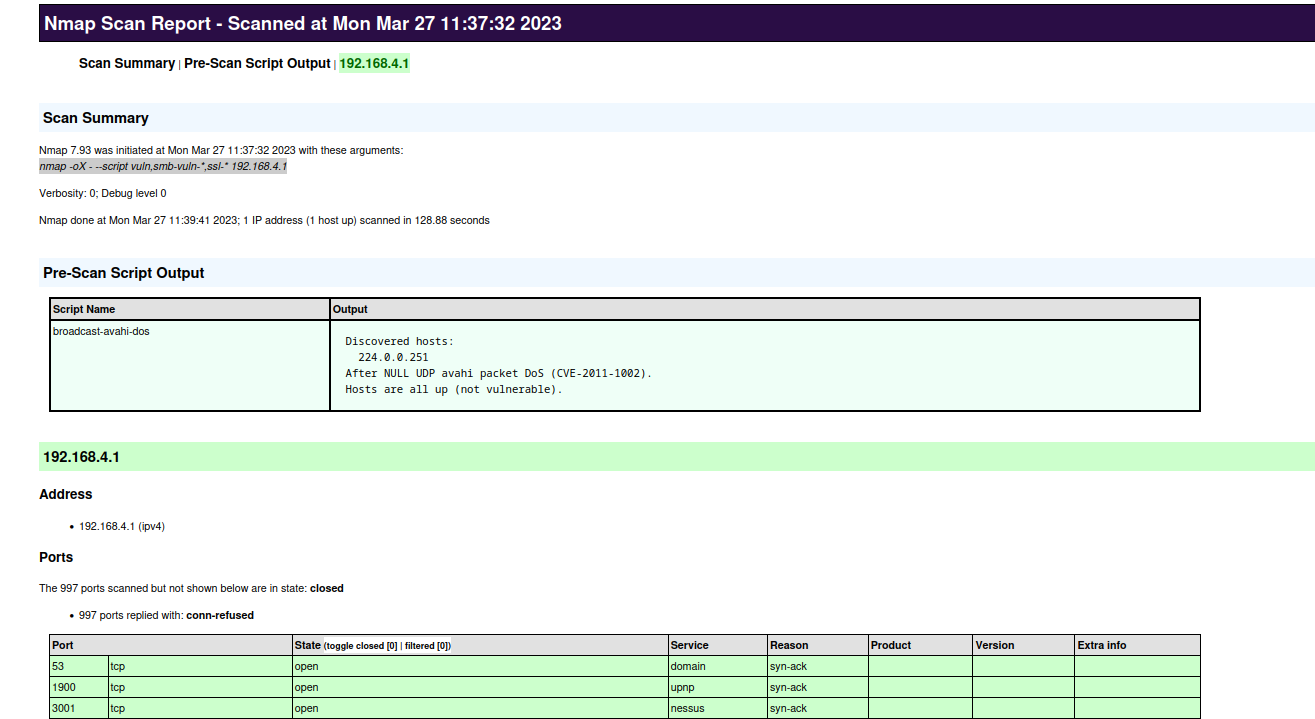 Nmap Scan Report - Scanned at Mon Mar 27 11:37:32 2023
Scan Summary | Pre-Scan Script Output | 192.168.4.1
Scan Summary
Nmap 7.93 was initiated at Mon Mar 27 11:37:32 2023 with these arguments:
nmap -oX - --script vuln,smb-vuln-*,ssl-* 192.168.4.1
Verbosity: 0; Debug level 0
Nmap done at Mon Mar 27 11:39:41 2023; 1 IP address (1 host up) scanned in 128.88 seconds
Pre-Scan Script Output
Script Name Output
broadcast-avahi-dos
Discovered hosts:
224.0.0.251
After NULL UDP avahi packet DoS (CVE-2011-1002).
Hosts are all up (not vulnerable).
192.168.4.1
Address
• 192.168.4.1 (ipv4)
Ports
The 997 ports scanned but not shown below are in state: closed
• 997 ports replied with: conn-refused
Port State (toggle closed [0] | filtered [0]) Service Reason Product Version Extra info
53 tcp open domain syn-ack
1900 tcp open upnp syn-ack
3001 tcp open nessus syn-ack